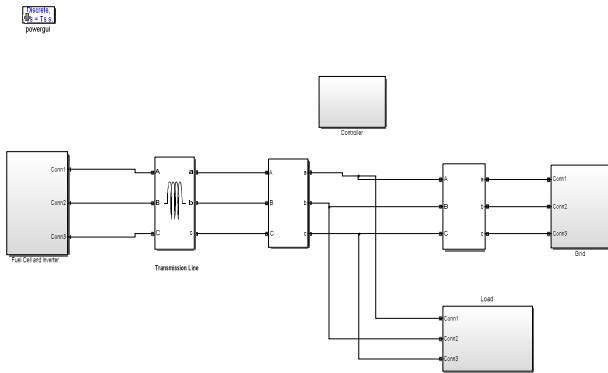 Discrete,
s = Ts s.
powergui
Controller
Conn1
Conn2
Conn3
Fuel Cell and Inverter
A a
B b
C c
Transmission Line
A a
B b
C c
A a
B b
C c
Conn1
Conn2
Conn3
Grid
Load
Conn1
Conn2
Conn3